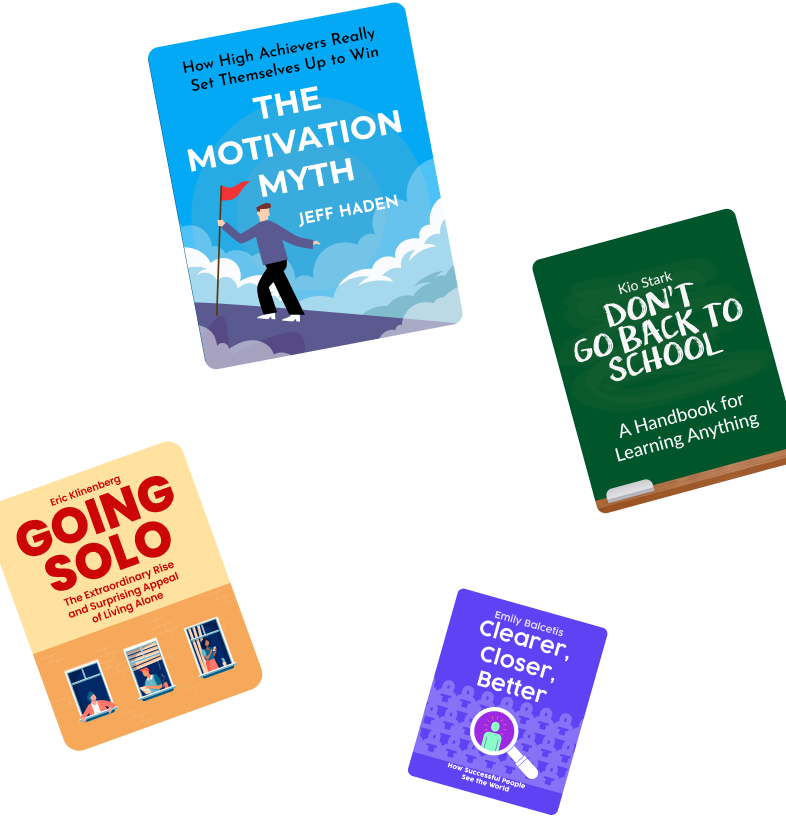 How High Achievers Really
Set Themselves Up to Win
THE
MOTIVATION
MYTH
JEFF HADEN
Kio Stark
DON'T
GO BACK TO
SCHOOL
A Handbook for
Learning Anything
Eric Klinenberg
GOING
SOLO
The Extraordinary Rise
and Surprising Appeal
of Living Alone
Emily Balcetis
Clearer,
Closer,
Better
How Successful People
See the World